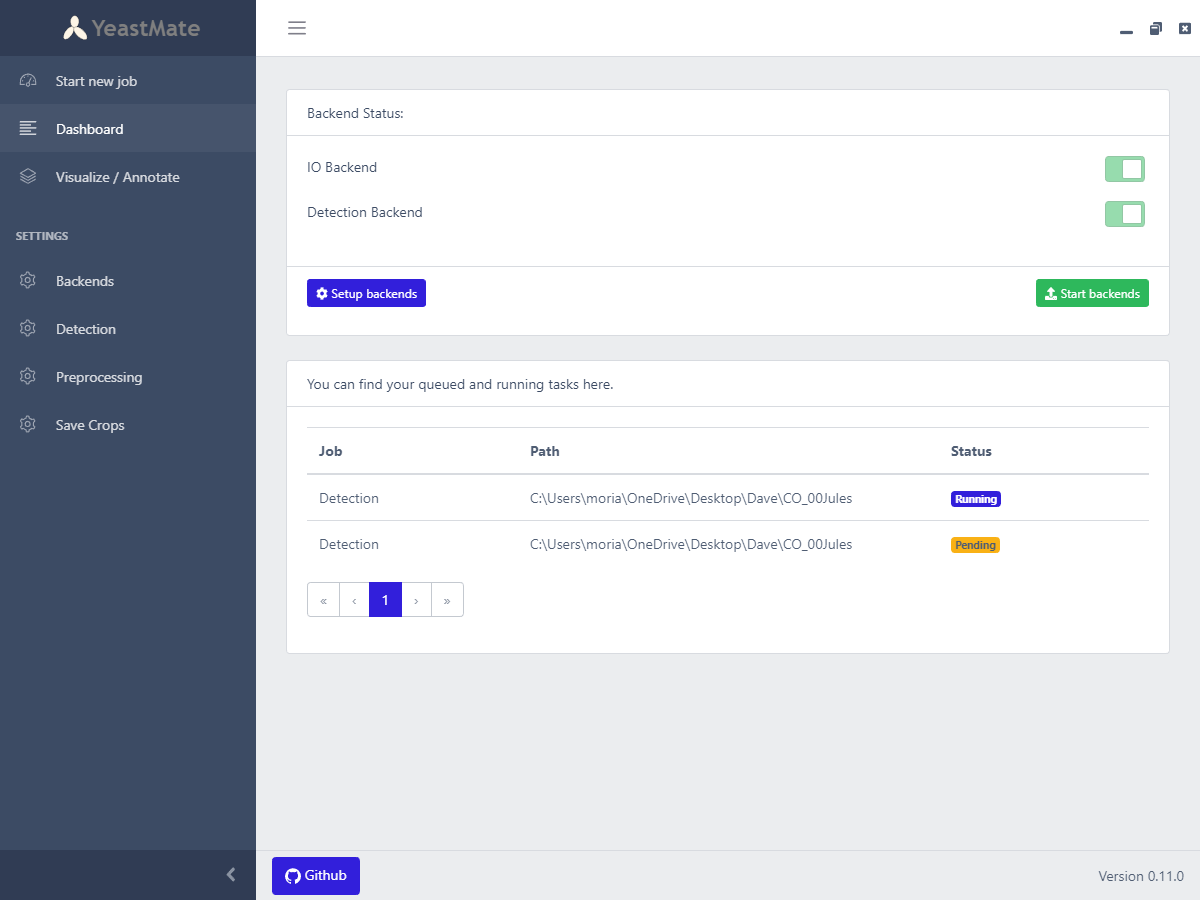 YeastMate
Start new job
Dashboard
Visualize / Annotate
SETTINGS
Backends
Detection
Preprocessing
Save Crops
Backend Status:
IO Backend
Detection Backend
Setup backends
Start backends
You can find your queued and running tasks here.
Job Path Status
Detection C:\Users\moria\OneDrive\Desktop\Dave\CO_00Jules Running
Detection C:\Users\moria\OneDrive\Desktop\Dave\CO_00Jules Pending
« ‹ 1 › »
Github
Version 0.11.0